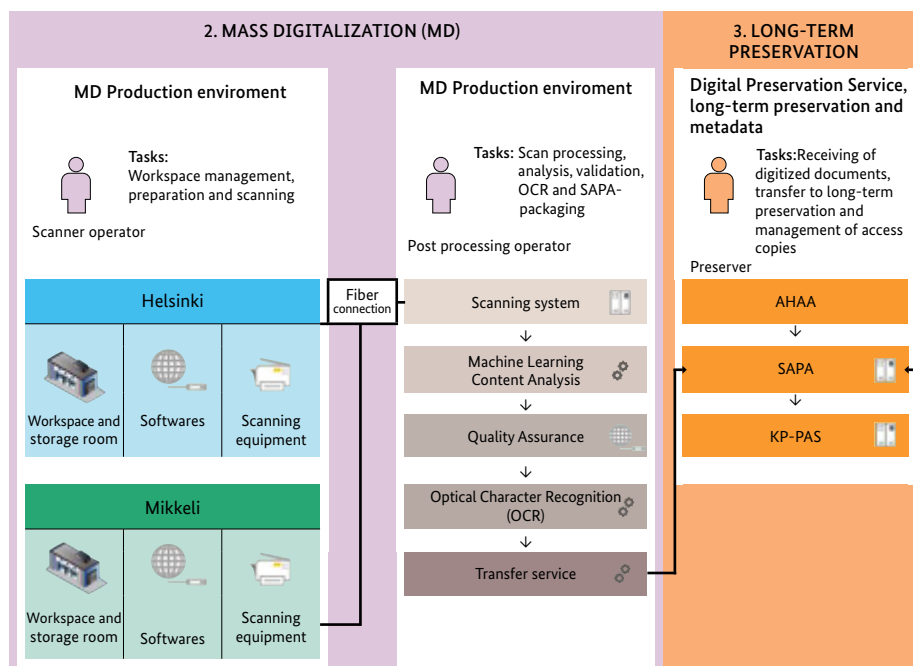 2. MASS DIGITALIZATION (MD)
MD Production enviroment
Tasks:
Workspace management,
preparation and scanning
Scanner operator
Helsinki
Workspace and
storage room
Softwares
Scanning
equipment
Mikkeli
Workspace and
storage room
Softwares
Scanning
equipment
Fiber
connection
MD Production enviroment
Tasks: Scan processing,
analysis, validation,
OCR and SAPA-
packaging
Post processing operator
Scanning system
Machine Learning
Content Analysis
Quality Assurance
Optical Character Recognition
(OCR)
Transfer service
3. LONG-TERM
PRESERVATION
Digital Preservation Service,
long-term preservation and
metadata
Tasks:Receiving of
digitized documents,
transfer to long-term
preservation and
management of access
copies
Preserver
AHAA
SAPA
KP-PAS